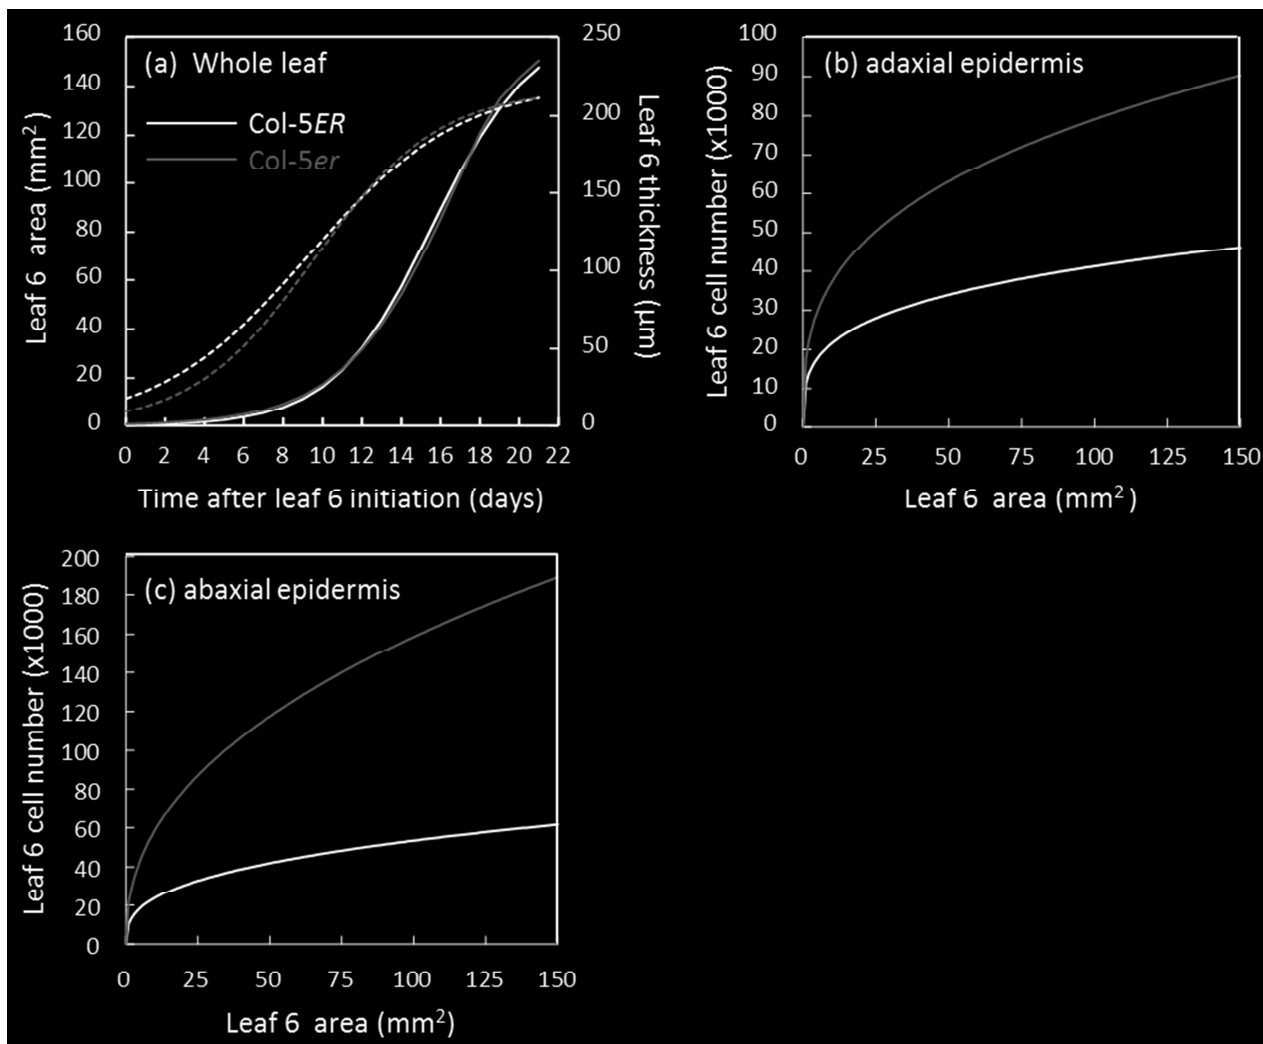 (a) Whole leaf
Col-5ER
Col-5er
160
140
120
100
80
60
40
20
0
Leaf 6 area (mm²)
250
200
150
100
50
0
Leaf 6 thickness (μm)
0 2 4 6 8 10 12 14 16 18 20 22
Time after leaf 6 initiation (days)
(b) adaxial epidermis
100
90
80
70
60
50
40
30
20
10
0
Leaf 6 cell number (x1000)
0 25 50 75 100 125 150
Leaf 6 area (mm²)
(c) abaxial epidermis
200
180
160
140
120
100
80
60
40
20
0
Leaf 6 cell number (x1000)
0 25 50 75 100 125 150
Leaf 6 area (mm²)